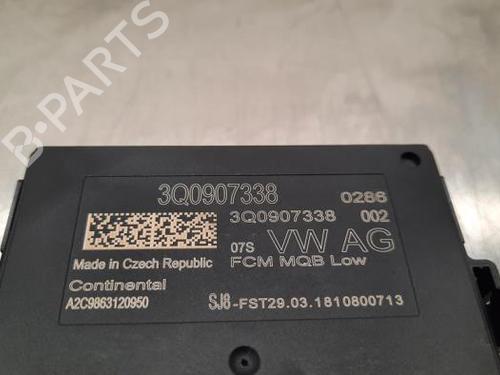 B-PARTS
3Q0907338 0286
3Q0907338 002
07S VW AG
Made in Czech Republic FCM MQB Low
Continental
A2C9863120950 SJ8-FST29.03.1810800713